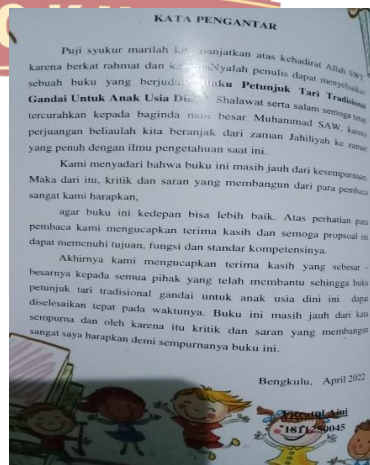 KATA PENGANTAR
Puji syukur marilah kita panjatkan atas kehadirat Allah SWT
karena berkat rahmat dan penulis dapat menyelesaikan
sebuah buku yang berjudul Petunjuk Tari Tradisional
Gandai Untuk Anak Usia Shalawat serta salam semoga tetap
tercurahkan kepada baginda besar Muhammad SAW, karena
perjuangan beliaulah kita beranjak dari zaman Jahiliyah ke zaman
yang penuh dengan ilmu pengetahuan saat ini.
Kami menyadari bahwa buku ini masih jauh dari kesempurnaan,
Maka dari itu, kritik dan saran yang membangun dari para pembaca
sangat kami harapkan,
agar buku ini kedepan bisa lebih baik. Atas perhatian para
pembaca kami mengucapkan terima kasih dan semoga propsoal ini
dapat memenuhi tujuan, fungsi dan standar kompetensinya.
Akhirnya kami mengucapkan terima kasih yang sebesar -
besarnya kepada semua pihak yang telah membantu sehingga buku
petunjuk tari tradisional gandai untuk anak usia dini ini dapat
diselesaikan tepat pada waktunya. Buku ini masih jauh dari kata
sempurna dan oleh karena itu kritik dan saran yang membangun
sangat saya harapkan demi sempurnanya buku ini.
Bengkulu, April 2022
Aini